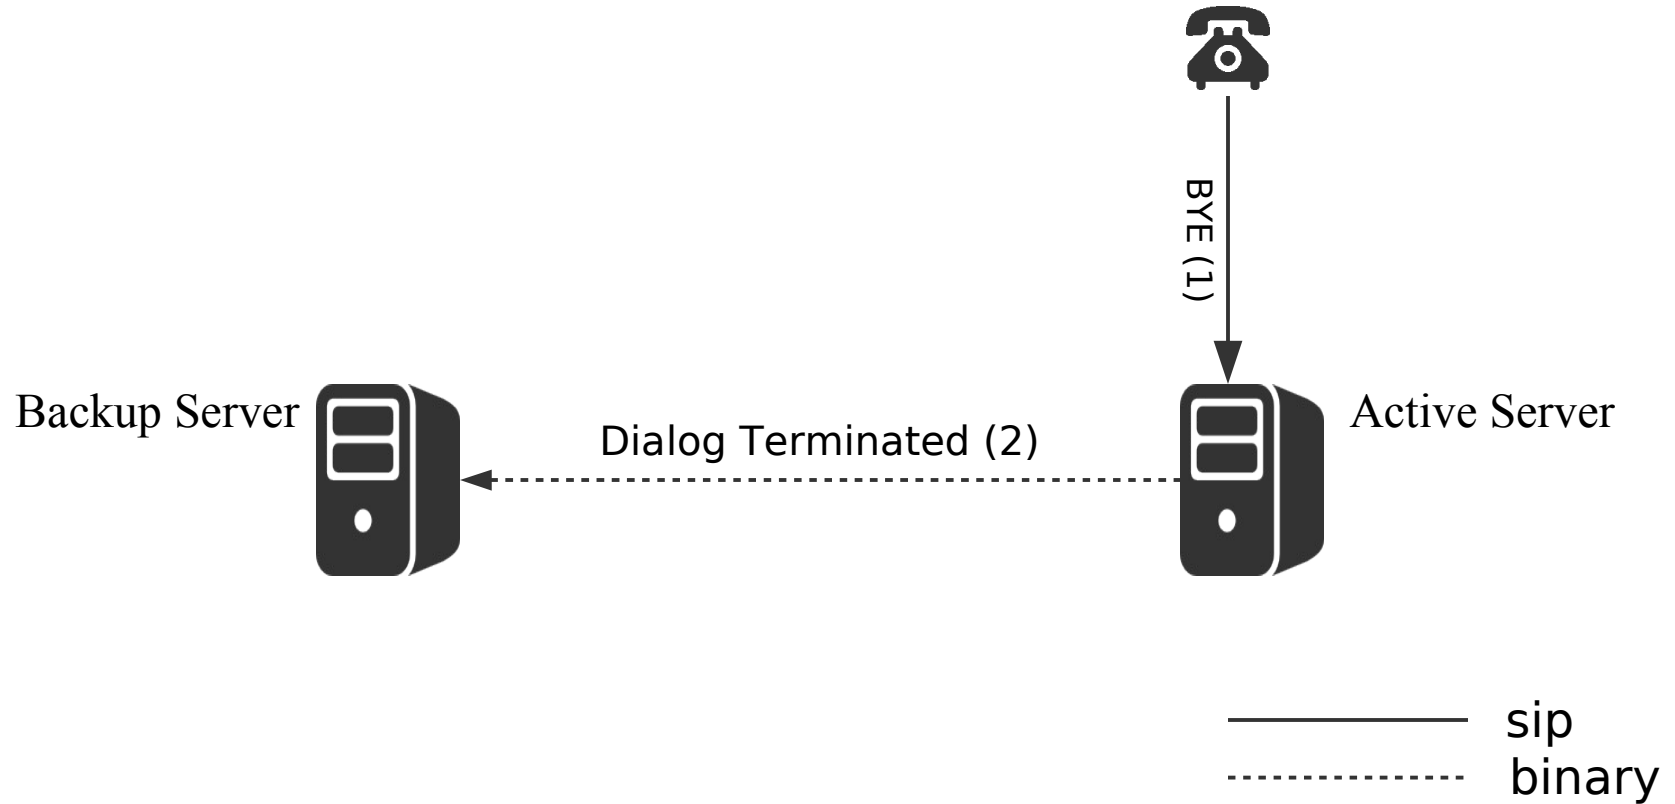 BYE (1)
Backup Server
Active Server
Dialog Terminated (2)
sip
binary